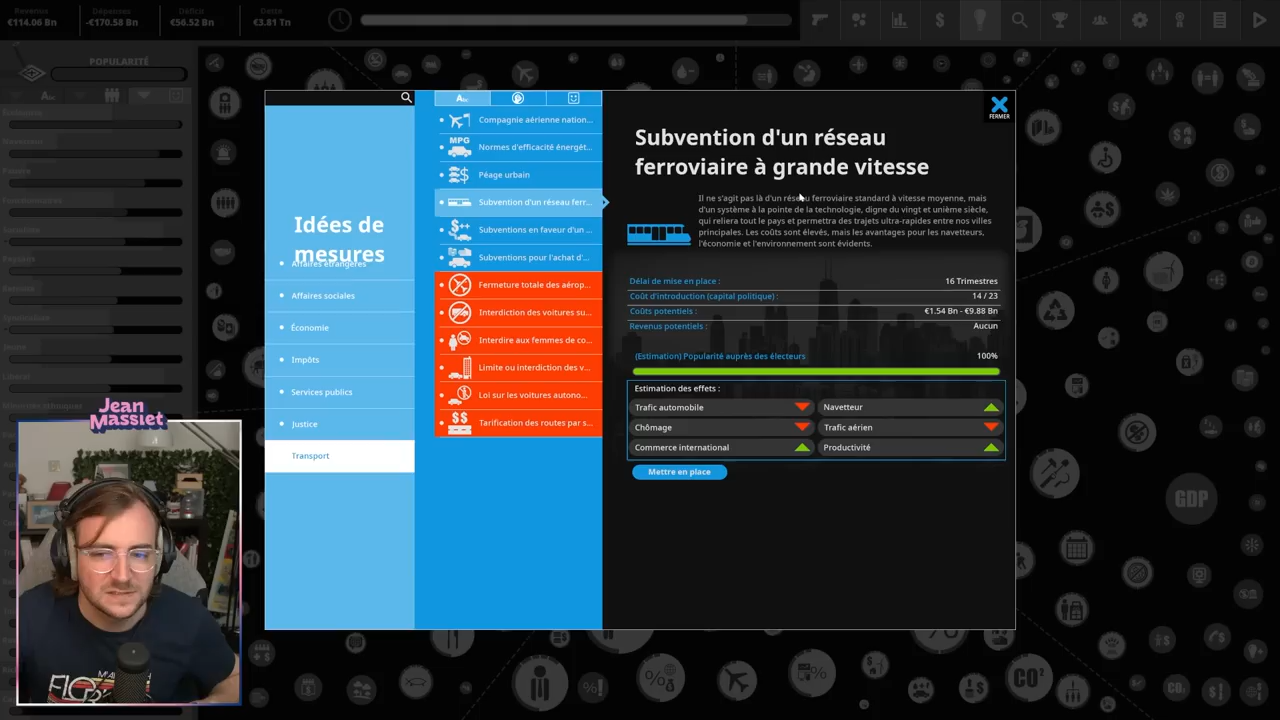 Revenus
Dépenses
Déficit
Dette
€114.06 Bn
-€170.58 Bn
€56.52 Bn
€3.81 Tn
POPULARITÉ
Idées de
mesures
Affaires étrangères
Affaires sociales
Économie
Impôts
Services publics
Justice
Transport
Compagnie aérienne nation...
MPG
Normes d'efficacité énergét...
Péage urbain
Subvention d'un réseau ferr...
Subventions en faveur d'un ...
Subventions pour l'achat d'...
Fermeture totale des aérop...
Interdiction des voitures su...
Interdire aux femmes de co...
Limite ou interdiction des v...
Loi sur les voitures autono...
Tarification des routes par s...
FERMER
Subvention d'un réseau
ferroviaire à grande vitesse
Il ne s'agit pas là d'un réseau ferroviaire standard à vitesse moyenne, mais
d'un système à la pointe de la technologie, digne du vingt et unième siècle,
qui reliera tout le pays et permettra des trajets ultra-rapides entre nos villes
principales. Les coûts sont élevés, mais les avantages pour les navetteurs,
l'économie et l'environnement sont évidents.
Délai de mise en place :
16 Trimestres
Coût d'introduction (capital politique) :
14 / 23
Coûts potentiels :
€1.54 Bn - €9.88 Bn
Revenus potentiels :
Aucun
(Estimation) Popularité auprès des électeurs
100%
Estimation des effets :
Trafic automobile
Navetteur
Chômage
Trafic aérien
Commerce international
Productivité
Mettre en place
GDP
CO²
Jean
Massiet